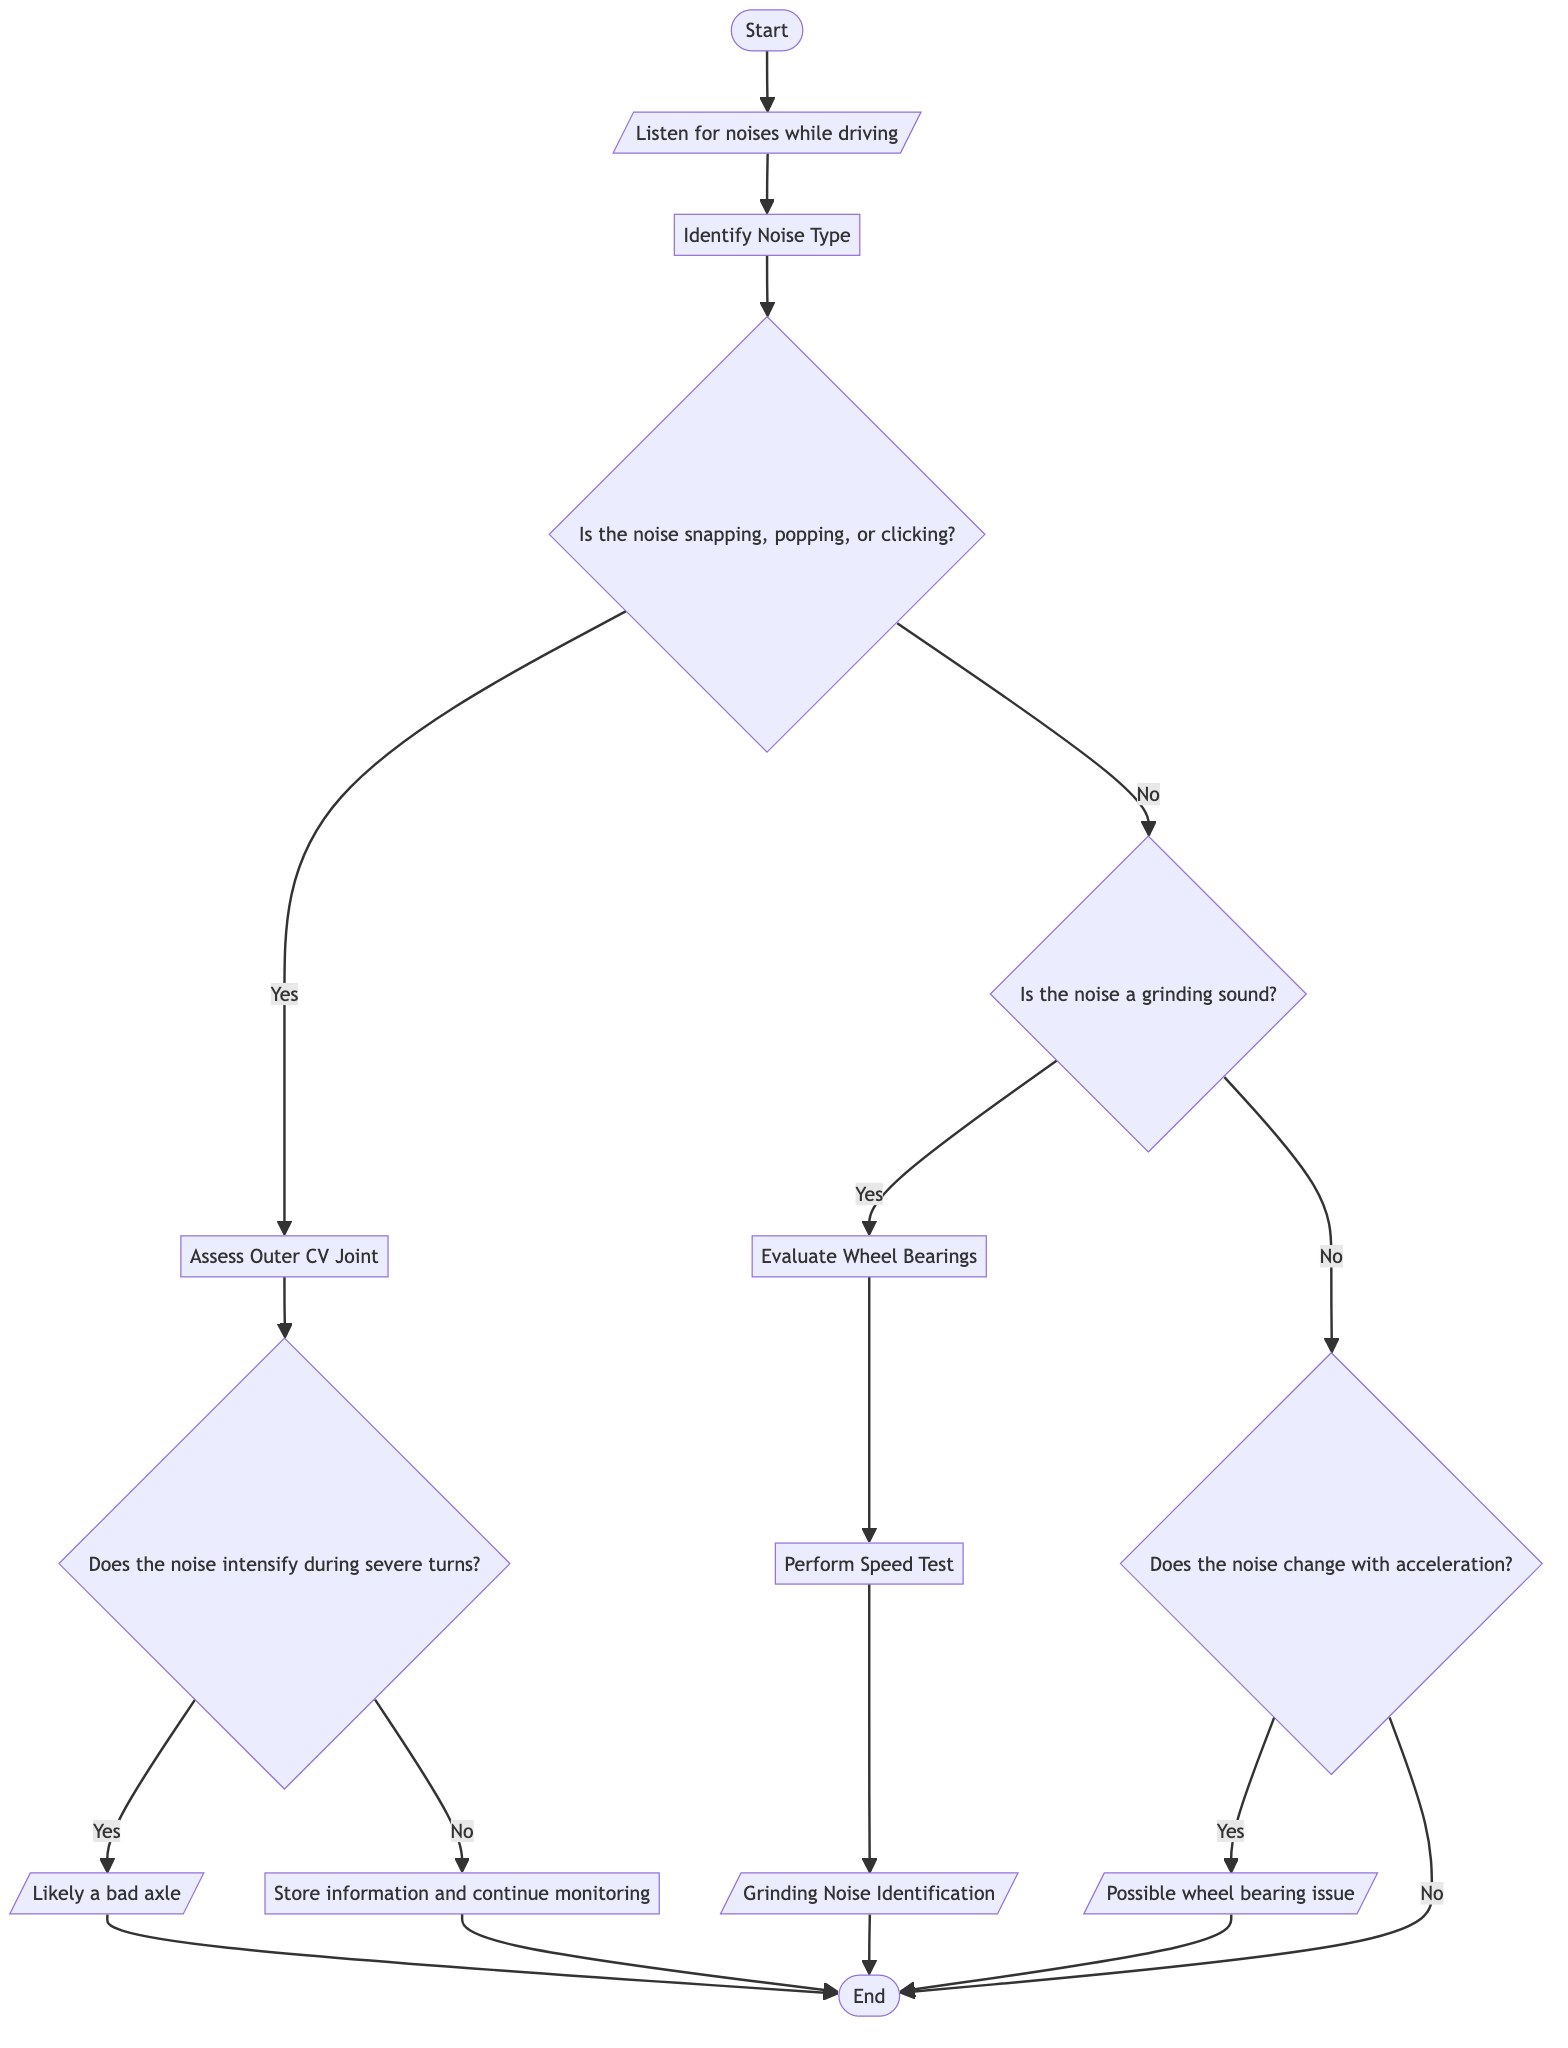 Start
Listen for noises while driving
Identify Noise Type
Is the noise snapping, popping, or clicking?
No
Yes
Is the noise a grinding sound?
Yes
Assess Outer CV Joint
Evaluate Wheel Bearings
No
Does the noise intensify during severe turns?
Perform Speed Test
Does the noise change with acceleration?
Yes
No
Yes
Likely a bad axle
Store information and continue monitoring
Grinding Noise Identification
Possible wheel bearing issue
No
End